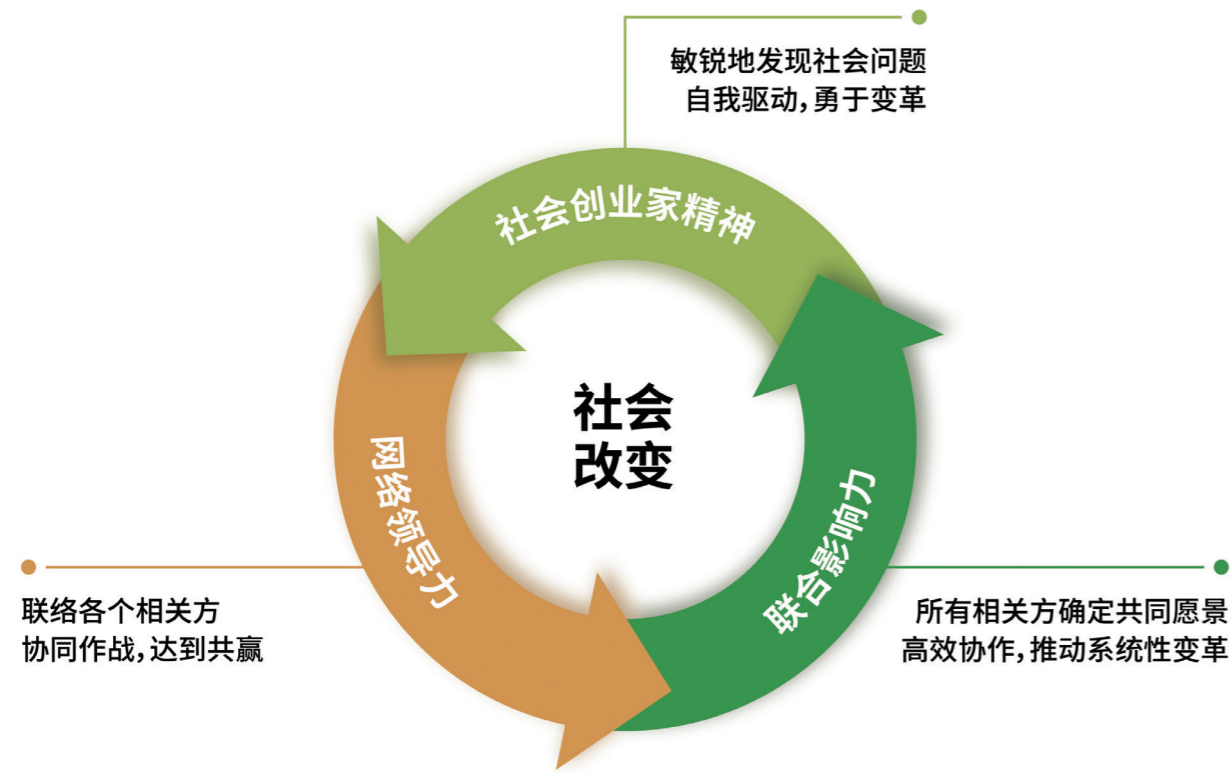 敏锐地发现社会问题
自我驱动，勇于变革
社会创业家精神
社会
改变
网络领导力
联合影响力
联络各个相关方
协同作战，达到共赢
所有相关方确定共同愿景
高效协作，推动系统性变革